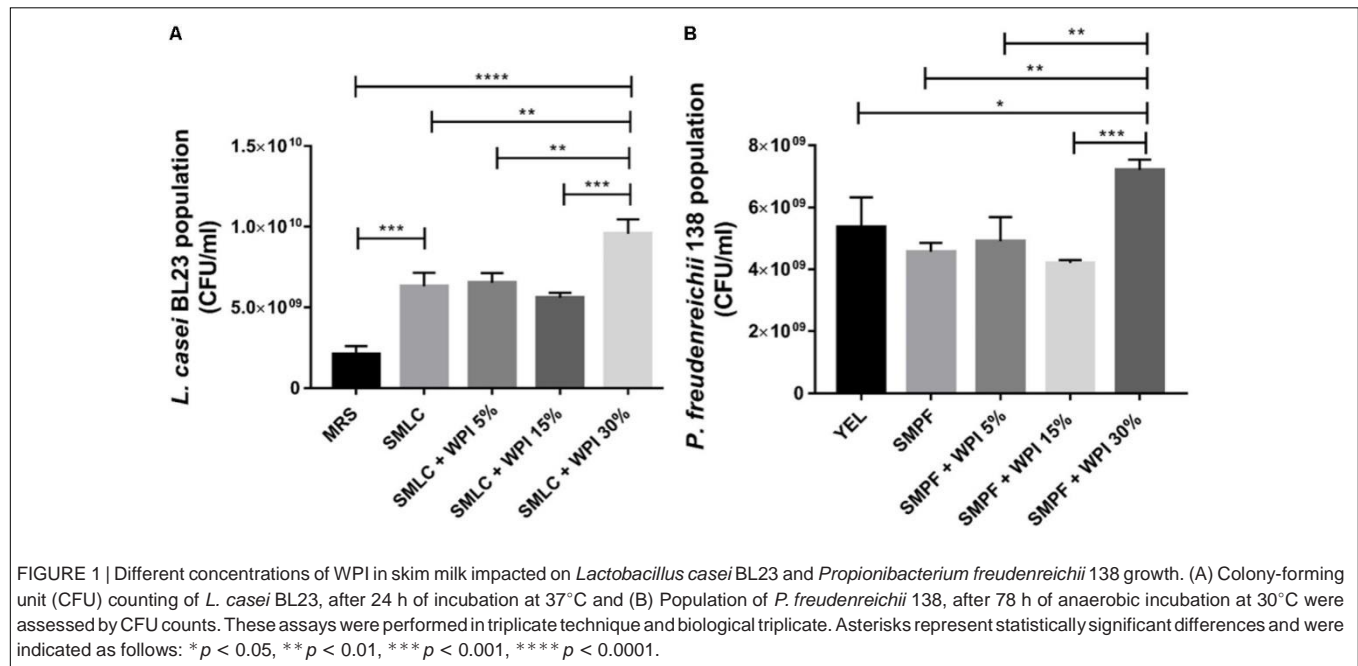 A
L. casei BL23 population
(CFU/ml)
1.5×10¹⁰
1.0×10¹⁰
5.0×10⁰⁹
0
****
**
**
***
***
MRS
SMLC
SMLC + WPI 5%
SMLC + WPI 15%
SMLC + WPI 30%
B
P. freudenreichii 138 population
(CFU/ml)
8×10⁰⁹
6×10⁰⁹
4×10⁰⁹
2×10⁰⁹
0
**
**
*
***
YEL
SMPF
SMPF + WPI 5%
SMPF + WPI 15%
SMPF + WPI 30%
FIGURE 1 | Different concentrations of WPI in skim milk impacted on Lactobacillus casei BL23 and Propionibacterium freudenreichii 138 growth. (A) Colony-forming
unit (CFU) counting of L. casei BL23, after 24 h of incubation at 37°C and (B) Population of P. freudenreichii 138, after 78 h of anaerobic incubation at 30°C were
assessed by CFU counts. These assays were performed in triplicate technique and biological triplicate. Asterisks represent statistically significant differences and were
indicated as follows: *p < 0.05, **p < 0.01, ***p < 0.001, ****p < 0.0001.